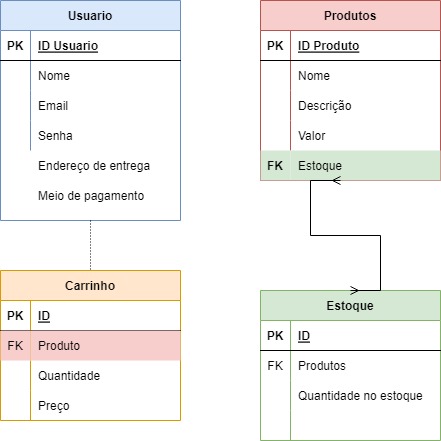 Usuario
PK ID Usuario
Nome
Email
Senha
Endereço de entrega
Meio de pagamento
Produtos
PK ID Produto
Nome
Descrição
Valor
FK Estoque
Carrinho
PK ID
FK Produto
Quantidade
Preço
Estoque
PK ID
FK Produtos
Quantidade no estoque